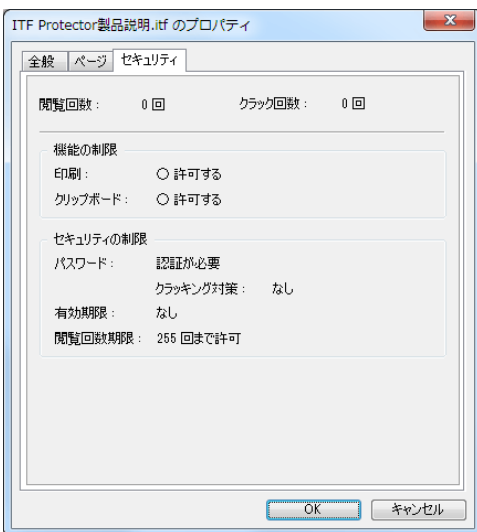 ITF Protector製品説明.itf のプロパティ
全般 ページ セキュリティ
閲覧回数： 0 回 クラック回数： 0 回
機能の制限
印刷： ○ 許可する
クリップボード： ○ 許可する
セキュリティの制限
パスワード： 認証が必要
クラッキング対策： なし
有効期限： なし
閲覧回数期限： 255 回まで許可
OK キャンセル